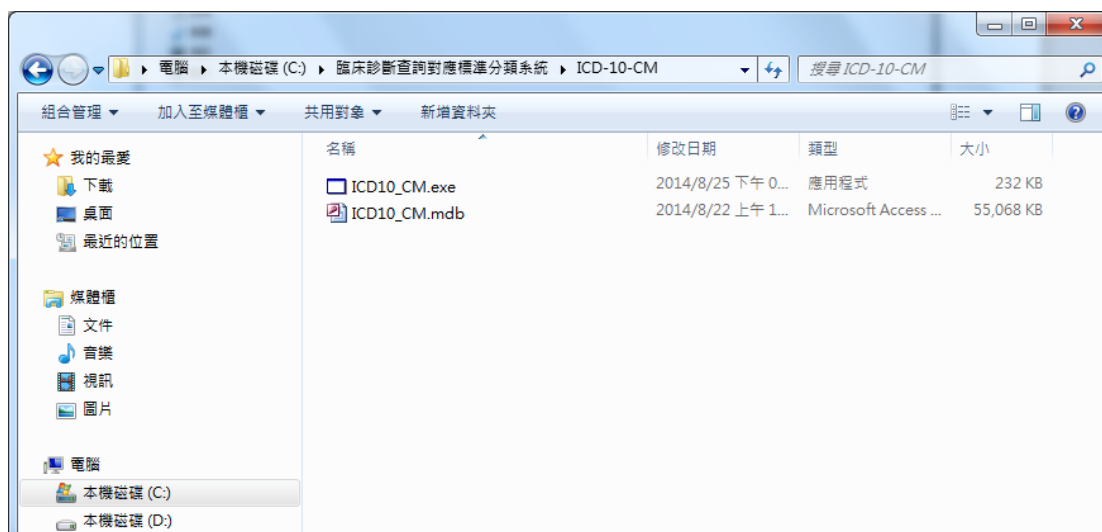 電腦 本機磁碟 (C:) 臨床診斷查詢對應標準分類系統 ICD-10-CM 搜尋 ICD-10-CM
組合管理 加入至媒體櫃 共用對象 新增資料夾
我的最愛
下載
桌面
最近的位置
媒體櫃
文件
音樂
視訊
圖片
電腦
本機磁碟 (C:)
本機磁碟 (D:)
名稱 修改日期 類型 大小
ICD10_CM.exe 2014/8/25 下午 0... 應用程式 232 KB
ICD10_CM.mdb 2014/8/22 上午 1... Microsoft Access ... 55,068 KB